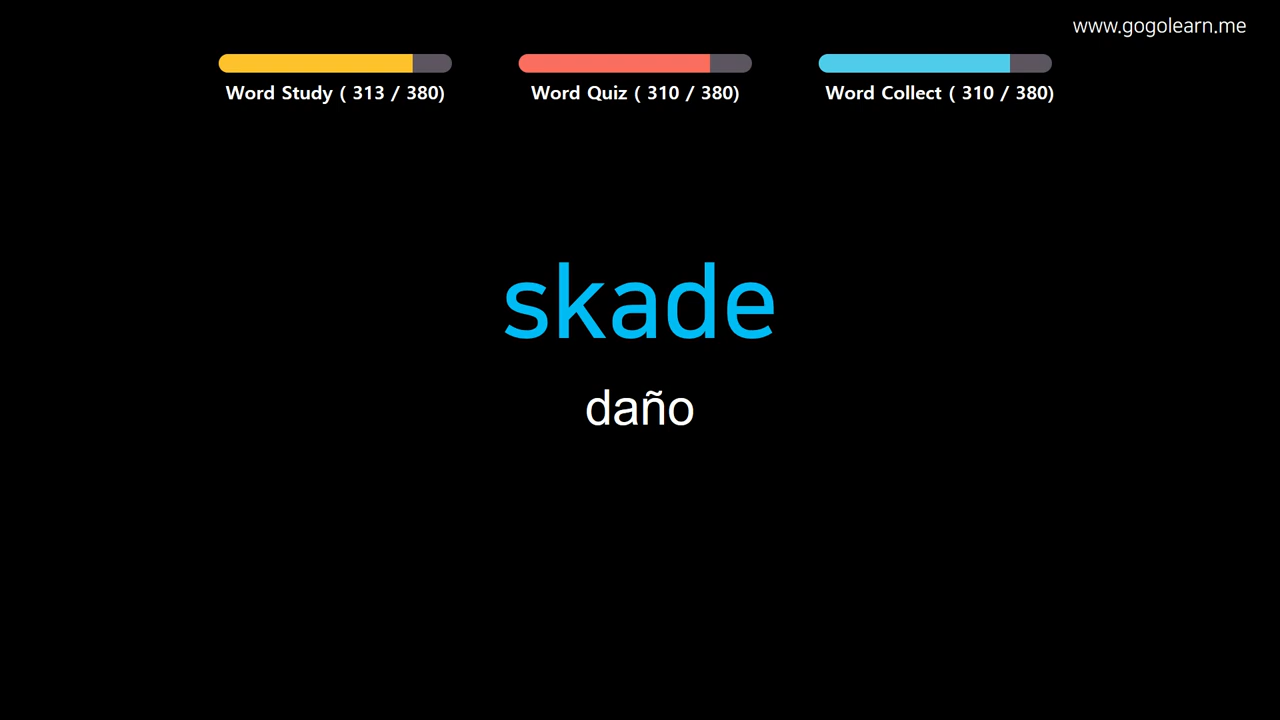 www.gogolearn.me
Word Study ( 313 / 380)
Word Quiz ( 310 / 380)
Word Collect ( 310 / 380)
skade
daño